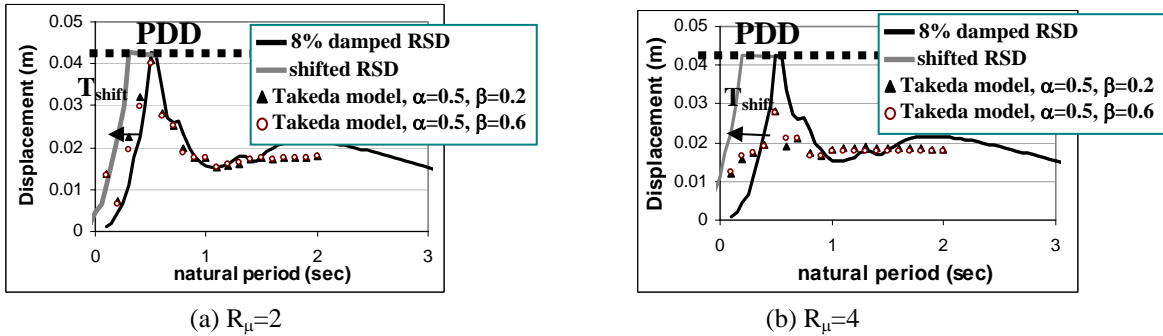 PDD
8% damped RSD
shifted RSD
Takeda model, α=0.5, β=0.2
Takeda model, α=0.5, β=0.6
T_shift
Displacement (m)
0.05
0.04
0.03
0.02
0.01
0
0 1 2 3
natural period (sec)
(a) R_μ=2
PDD
8% damped RSD
shifted RSD
Takeda model, α=0.5, β=0.2
Takeda model, α=0.5, β=0.6
T_shift
Displacement (m)
0.05
0.04
0.03
0.02
0.01
0
0 1 2 3
natural period (sec)
(b) R_μ=4